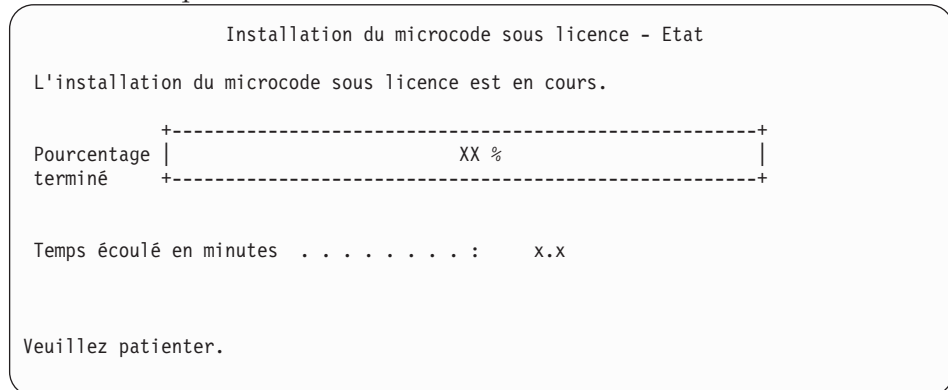 Installation du microcode sous licence - Etat
L'installation du microcode sous licence est en cours.
+-------------------------------------------------------+
Pourcentage | XX % |
terminé +-------------------------------------------------------+
Temps écoulé en minutes . . . . . . . . : x.x
Veuillez patienter.